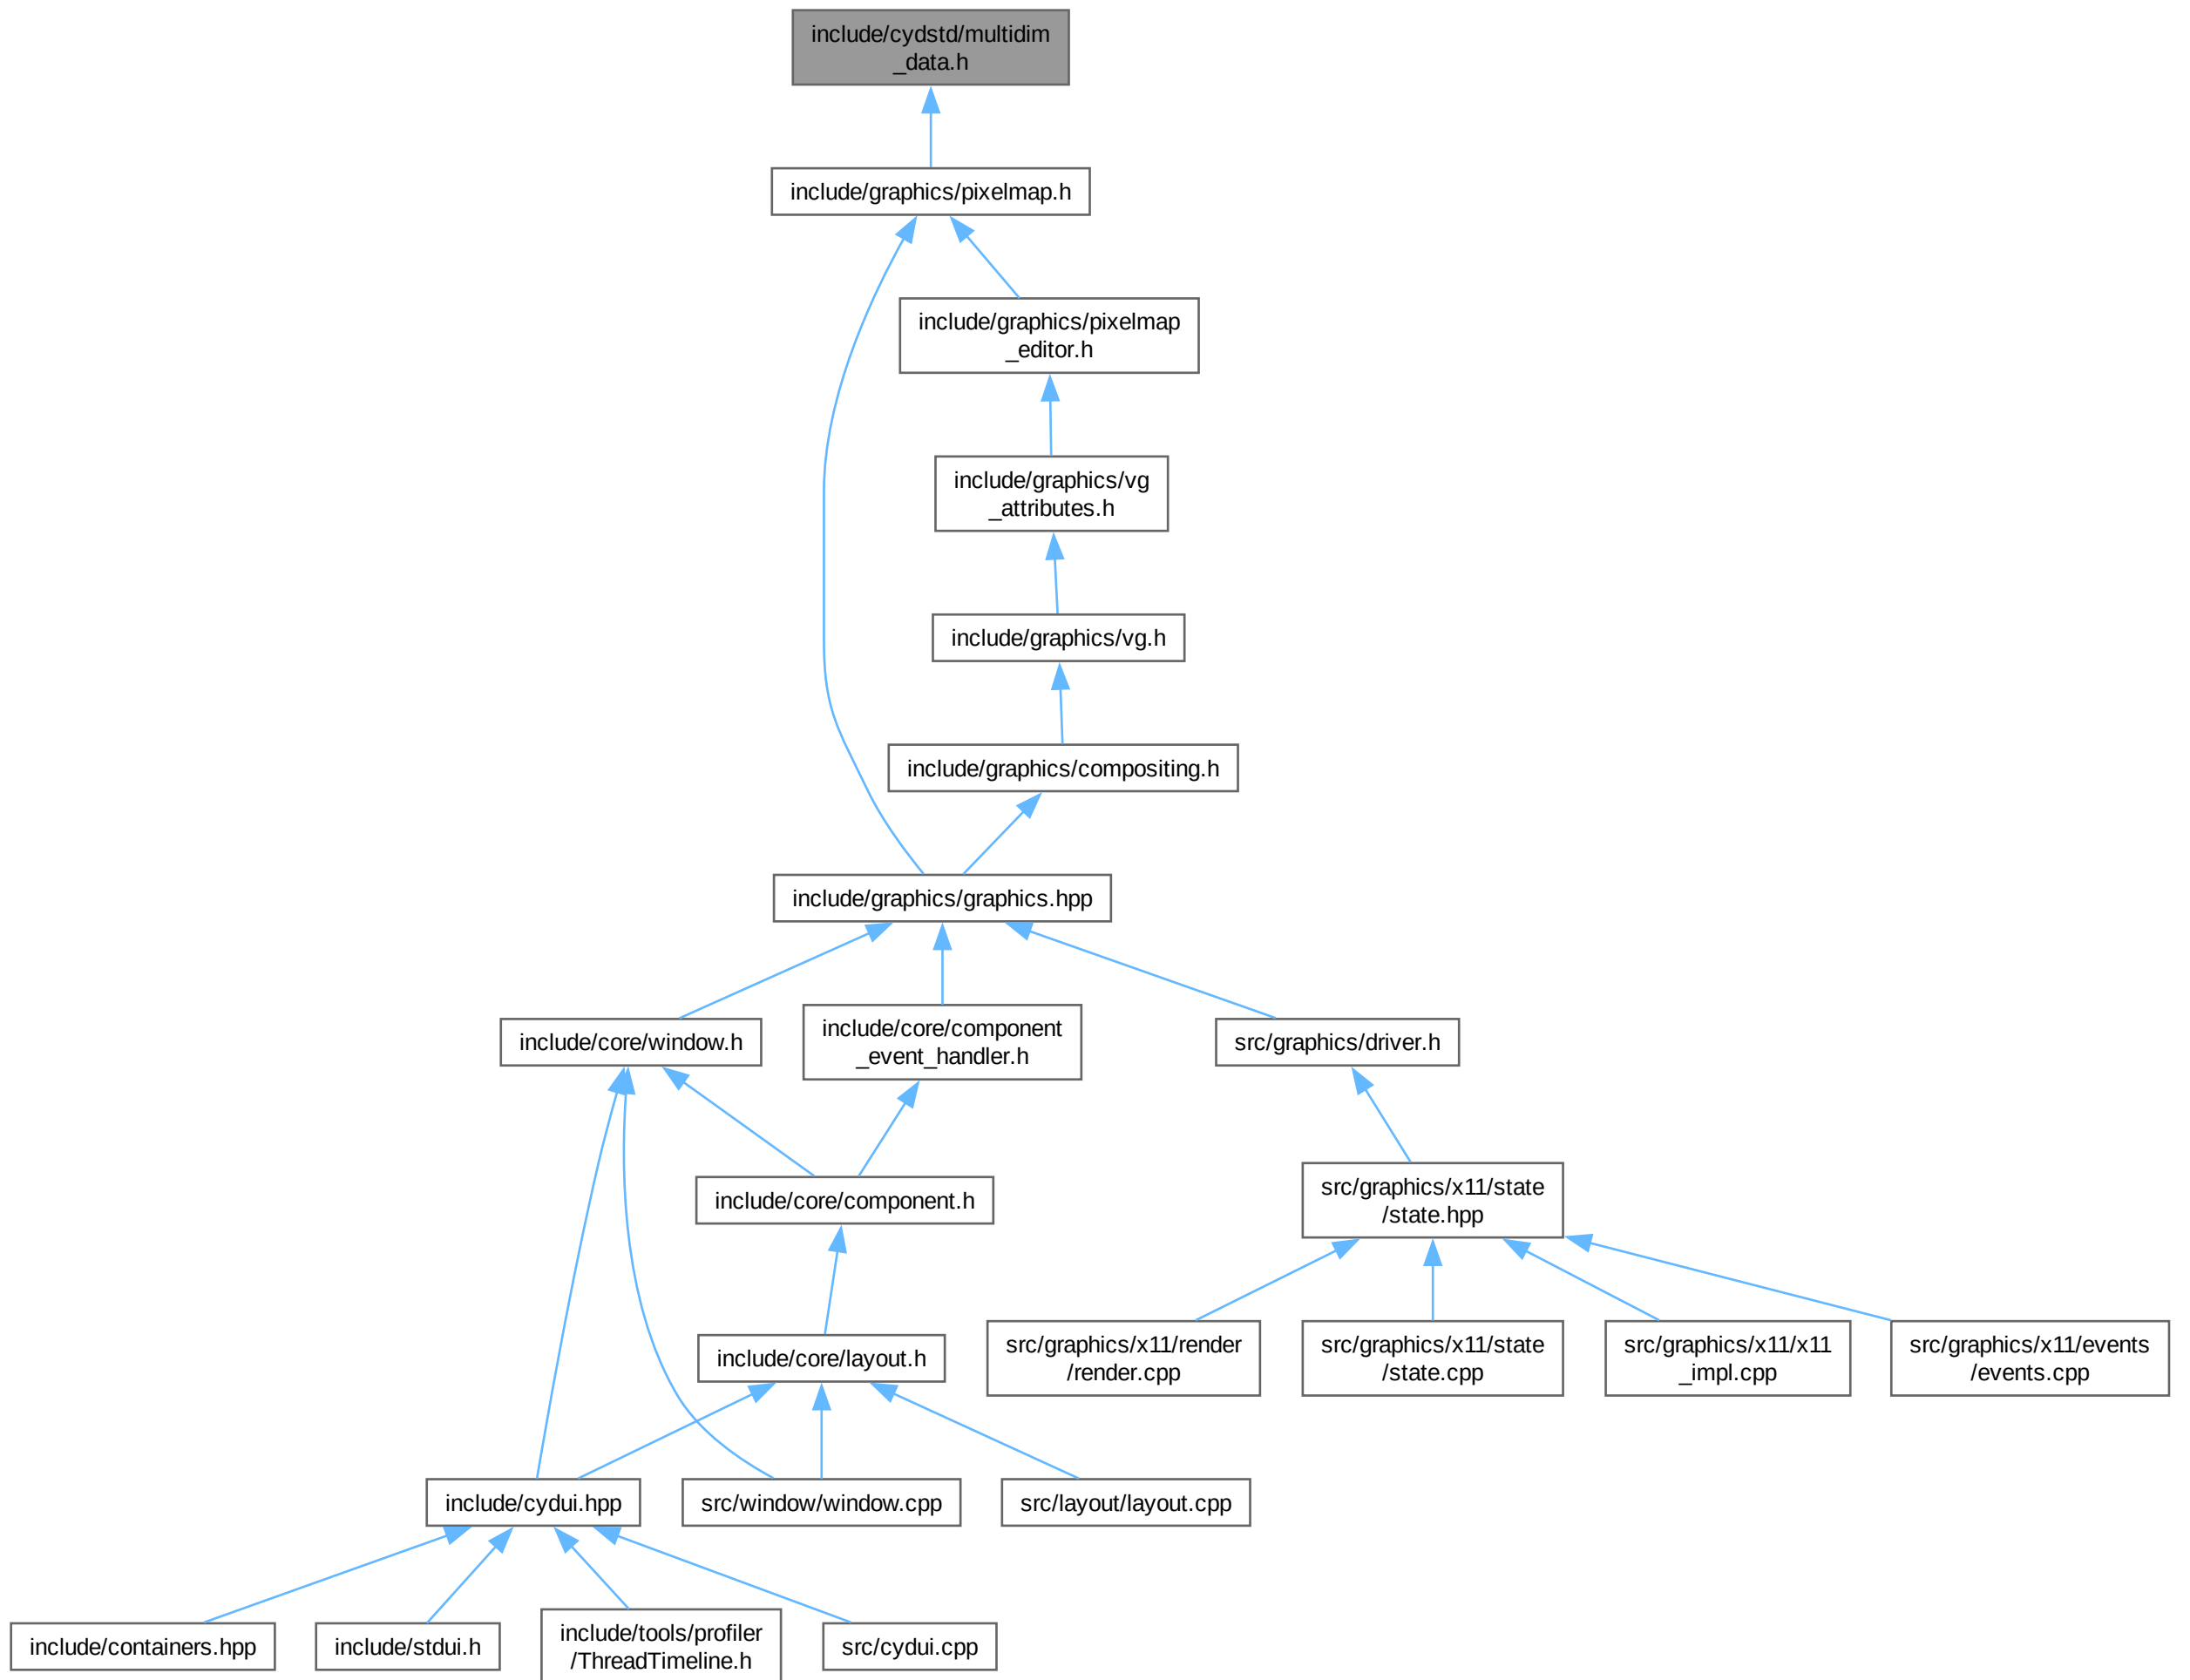 include/cydstd/multidim
_data.h
include/graphics/pixelmap.h
include/graphics/pixelmap
_editor.h
include/graphics/vg
_attributes.h
include/graphics/vg.h
include/graphics/compositing.h
include/graphics/graphics.hpp
include/core/window.h
include/core/component
_event_handler.h
src/graphics/driver.h
include/core/component.h
src/graphics/x11/state
/state.hpp
include/core/layout.h
src/graphics/x11/render
/render.cpp
src/graphics/x11/state
/state.cpp
src/graphics/x11/x11
_impl.cpp
src/graphics/x11/events
/events.cpp
include/cydui.hpp
src/window/window.cpp
src/layout/layout.cpp
include/containers.hpp
include/stdui.h
include/tools/profiler
/ThreadTimeline.h
src/cydui.cpp